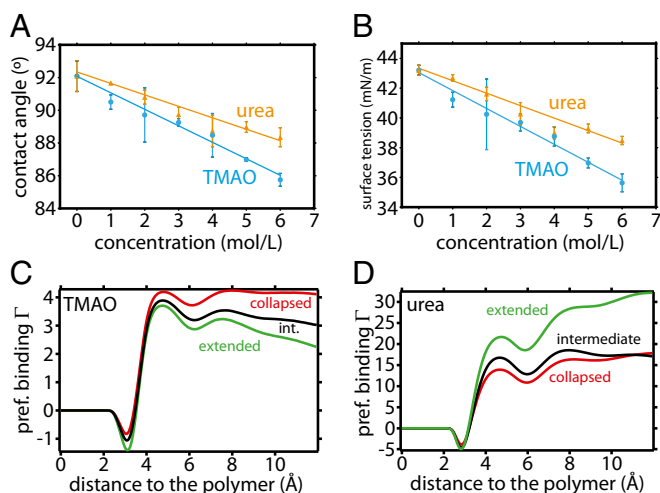 A
94
92
90
88
86
84
contact angle (º)
urea
TMAO
0 1 2 3 4 5 6 7
concentration (mol/L)
B
44
42
40
38
36
34
surface tension (mN/m)
urea
TMAO
0 1 2 3 4 5 6 7
concentration (mol/L)
C
4
3
2
1
0
-1
pref. binding Γ
TMAO
collapsed
int.
extended
0 2 4 6 8 10
distance to the polymer (Å)
D
30
25
20
15
10
5
0
-5
pref. binding Γ
urea
extended
intermediate
collapsed
0 2 4 6 8 10
distance to the polymer (Å)